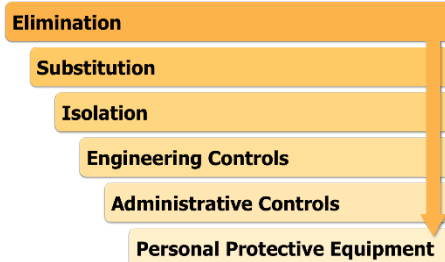 Elimination
Substitution
Isolation
Engineering Controls
Administrative Controls
Personal Protective Equipment